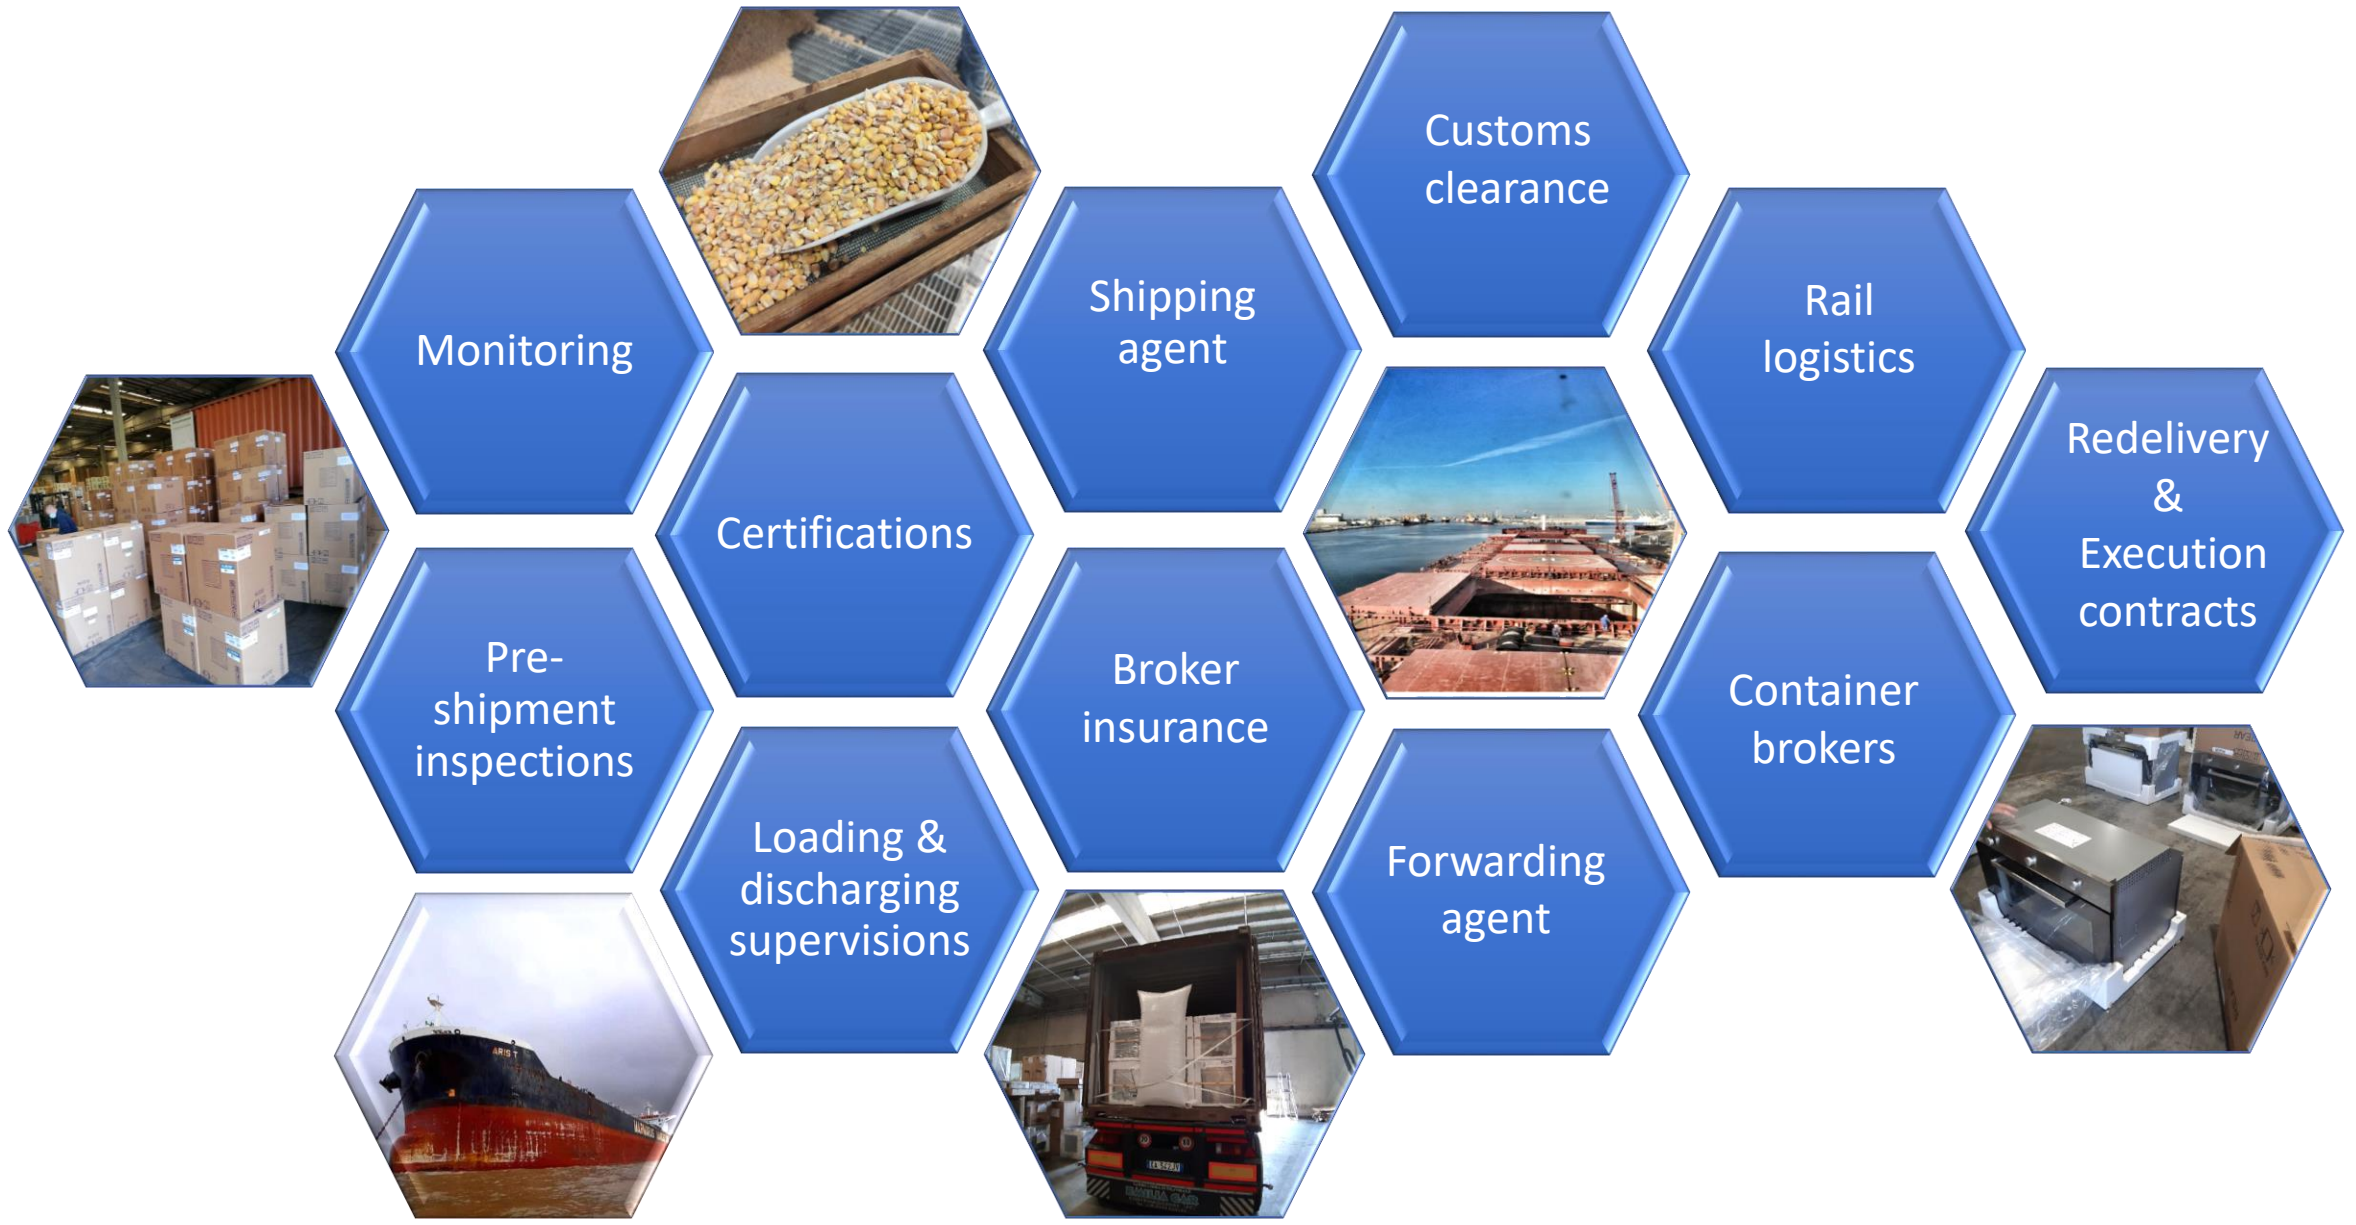 Customs
clearance
Monitoring
Shipping
agent
Rail
logistics
Certifications
Redelivery
&
Execution
contracts
Pre-
shipment
inspections
Broker
insurance
Container
brokers
Loading &
discharging
supervisions
Forwarding
agent
ARIS T